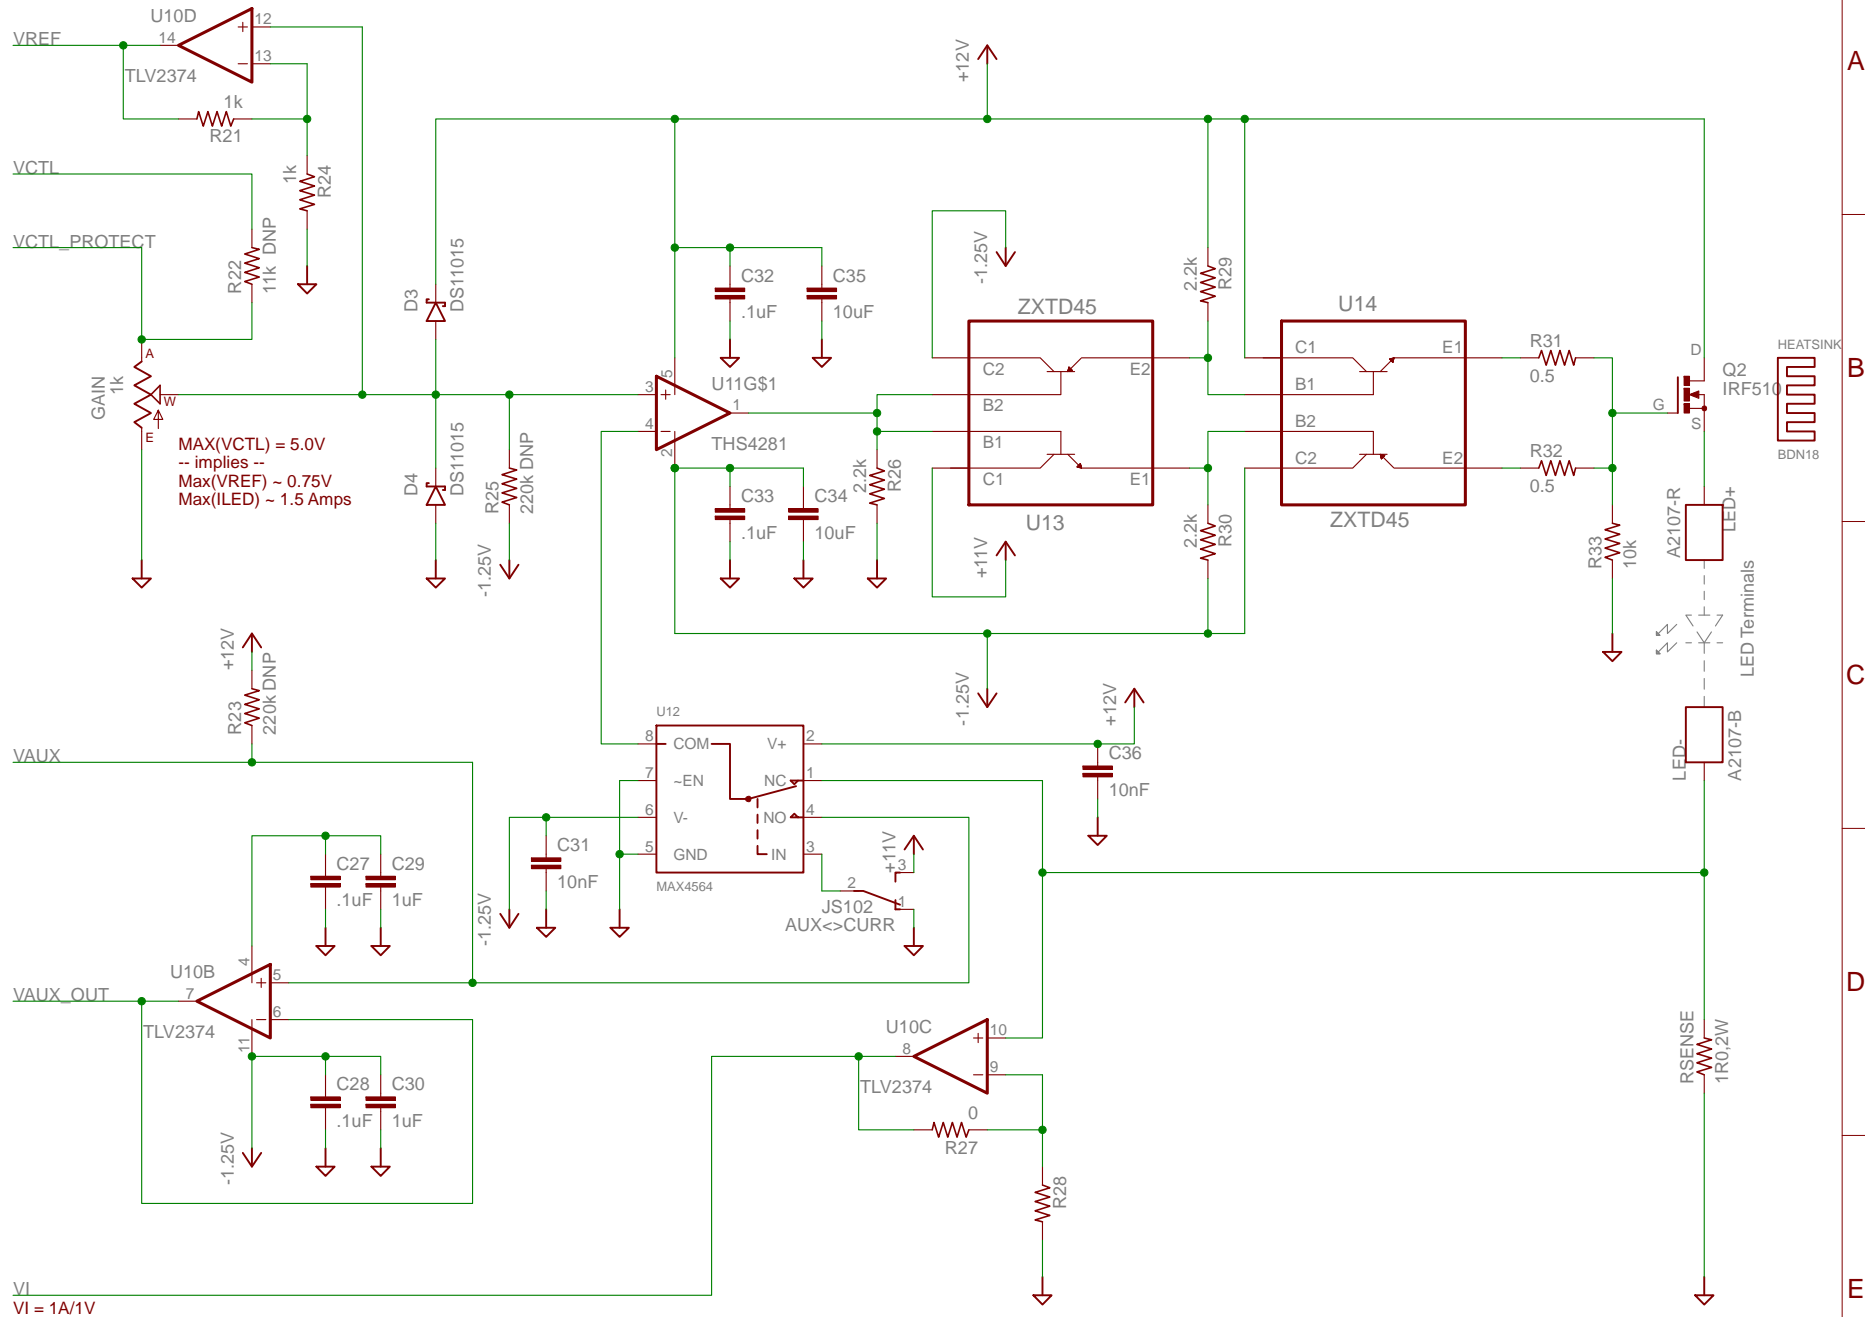 U10D
12
VREF
14
+
-
13
TLV2374
1k
R21
VCTL
1k
R24
VCTL_PROTECT
R22
11k DNP
A
GAIN
1k
W
E
MAX(VCTL) = 5.0V
-- implies --
Max(VREF) ~ 0.75V
Max(ILED) ~ 1.5 Amps
D3
DS11015
D4
DS11015
R25
220k DNP
-1.25V
+12V
C32
.1uF
C35
10uF
U11G$1
3
5
1
4
2
+
-
THS4281
C33
.1uF
C34
10uF
2.2k
R26
-1.25V
ZXTD45
C2
E2
B2
B1
C1
E1
U13
+11V
2.2k
R29
2.2k
R30
U14
C1
E1
B1
B2
C2
E2
ZXTD45
R31
0.5
R32
0.5
R33
10k
D
G
S
Q2
IRF510
HEATSINK
BDN18
A2107-R
LED+
LED Terminals
LED-
A2107-B
-1.25V
+12V
R23
220k DNP
VAUX
U12
8
COM
V+
2
7
~EN
NC
1
6
V-
NO
4
5
GND
IN
3
MAX4564
+12V
C36
10nF
C31
10nF
-1.25V
+11V
3
2
1
JS102
AUX<>CURR
C27
.1uF
C29
1uF
U10B
4
5
VAUX_OUT
7
+
-
6
TLV2374
11
C28
.1uF
C30
1uF
-1.25V
U10C
10
8
+
-
9
TLV2374
0
R27
R28
RSENSE
1R0,2W
VI
VI = 1A/1V
A
B
C
D
E